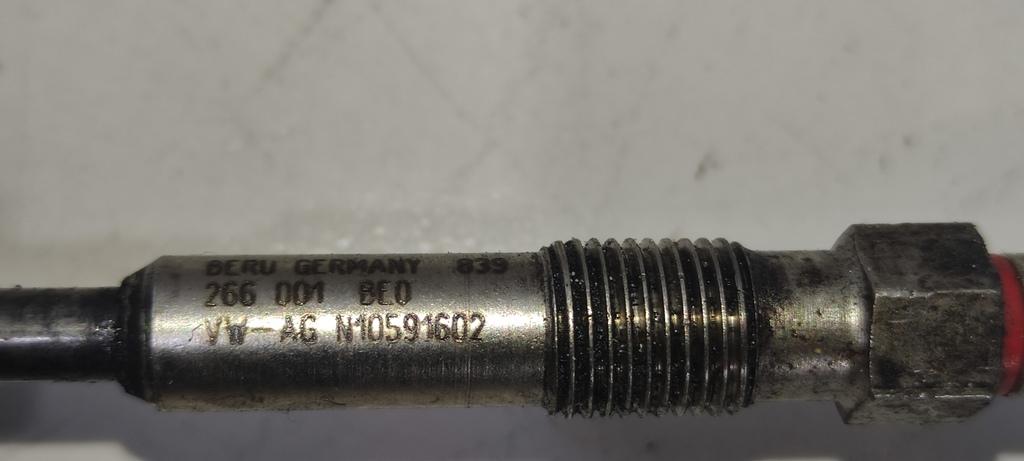 BERU GERMANY 839
266 001 BE0
VW-AG N10591602